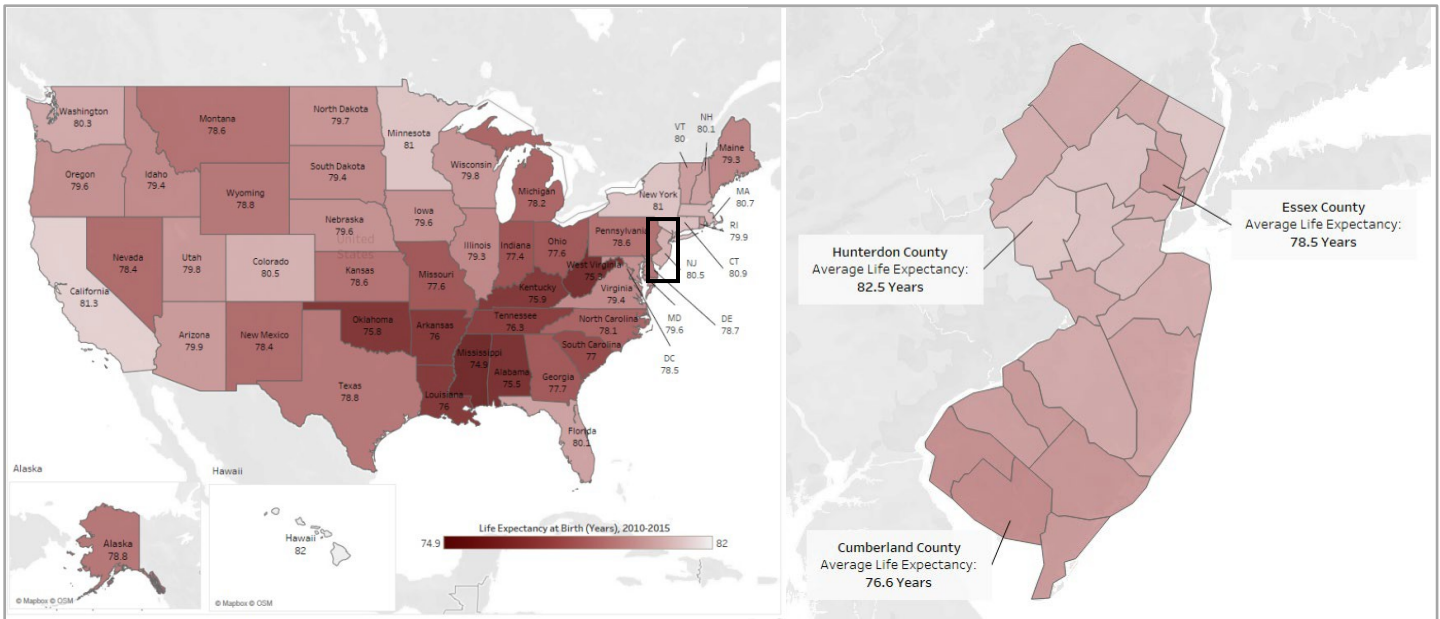 Washington
80.3
Montana
78.6
North Dakota
79.7
Minnesota
81
VT
80
NH
80.1
Maine
79.3
Oregon
79.6
Idaho
79.4
Wyoming
78.8
South Dakota
79.4
Wisconsin
79.8
Michigan
78.2
New York
81
MA
80.7
RI
79.9
CT
80.9
NJ
80.5
DE
78.7
MD
79.6
DC
78.5
Nevada
78.4
Utah
79.8
Colorado
80.5
Nebraska
79.6
United
States
Kansas
78.6
Iowa
79.6
Illinois
79.3
Indiana
77.4
Ohio
77.6
Pennsylvani
78.6
California
81.3
Missouri
77.6
West Virginia
Kentucky
75.9
Virginia
79.4
Arizona
79.9
New Mexico
78.4
Oklahoma
75.8
Arkansas
76
Tennessee
76.3
North Carolina
78.1
South Carolina
77
Texas
78.8
Louisiana
76
Mississippi
74.9
Alabama
75.5
Georgia
77.7
Florida
80.1
Alaska
Alaska
78.8
© Mapbox © OSM
Hawaii
Hawaii
82
© Mapbox © OSM
Life Expectancy at Birth (Years), 2010-2015
74.9
82
Essex County
Average Life Expectancy:
78.5 Years
Hunterdon County
Average Life Expectancy:
82.5 Years
Cumberland County
Average Life Expectancy:
76.6 Years